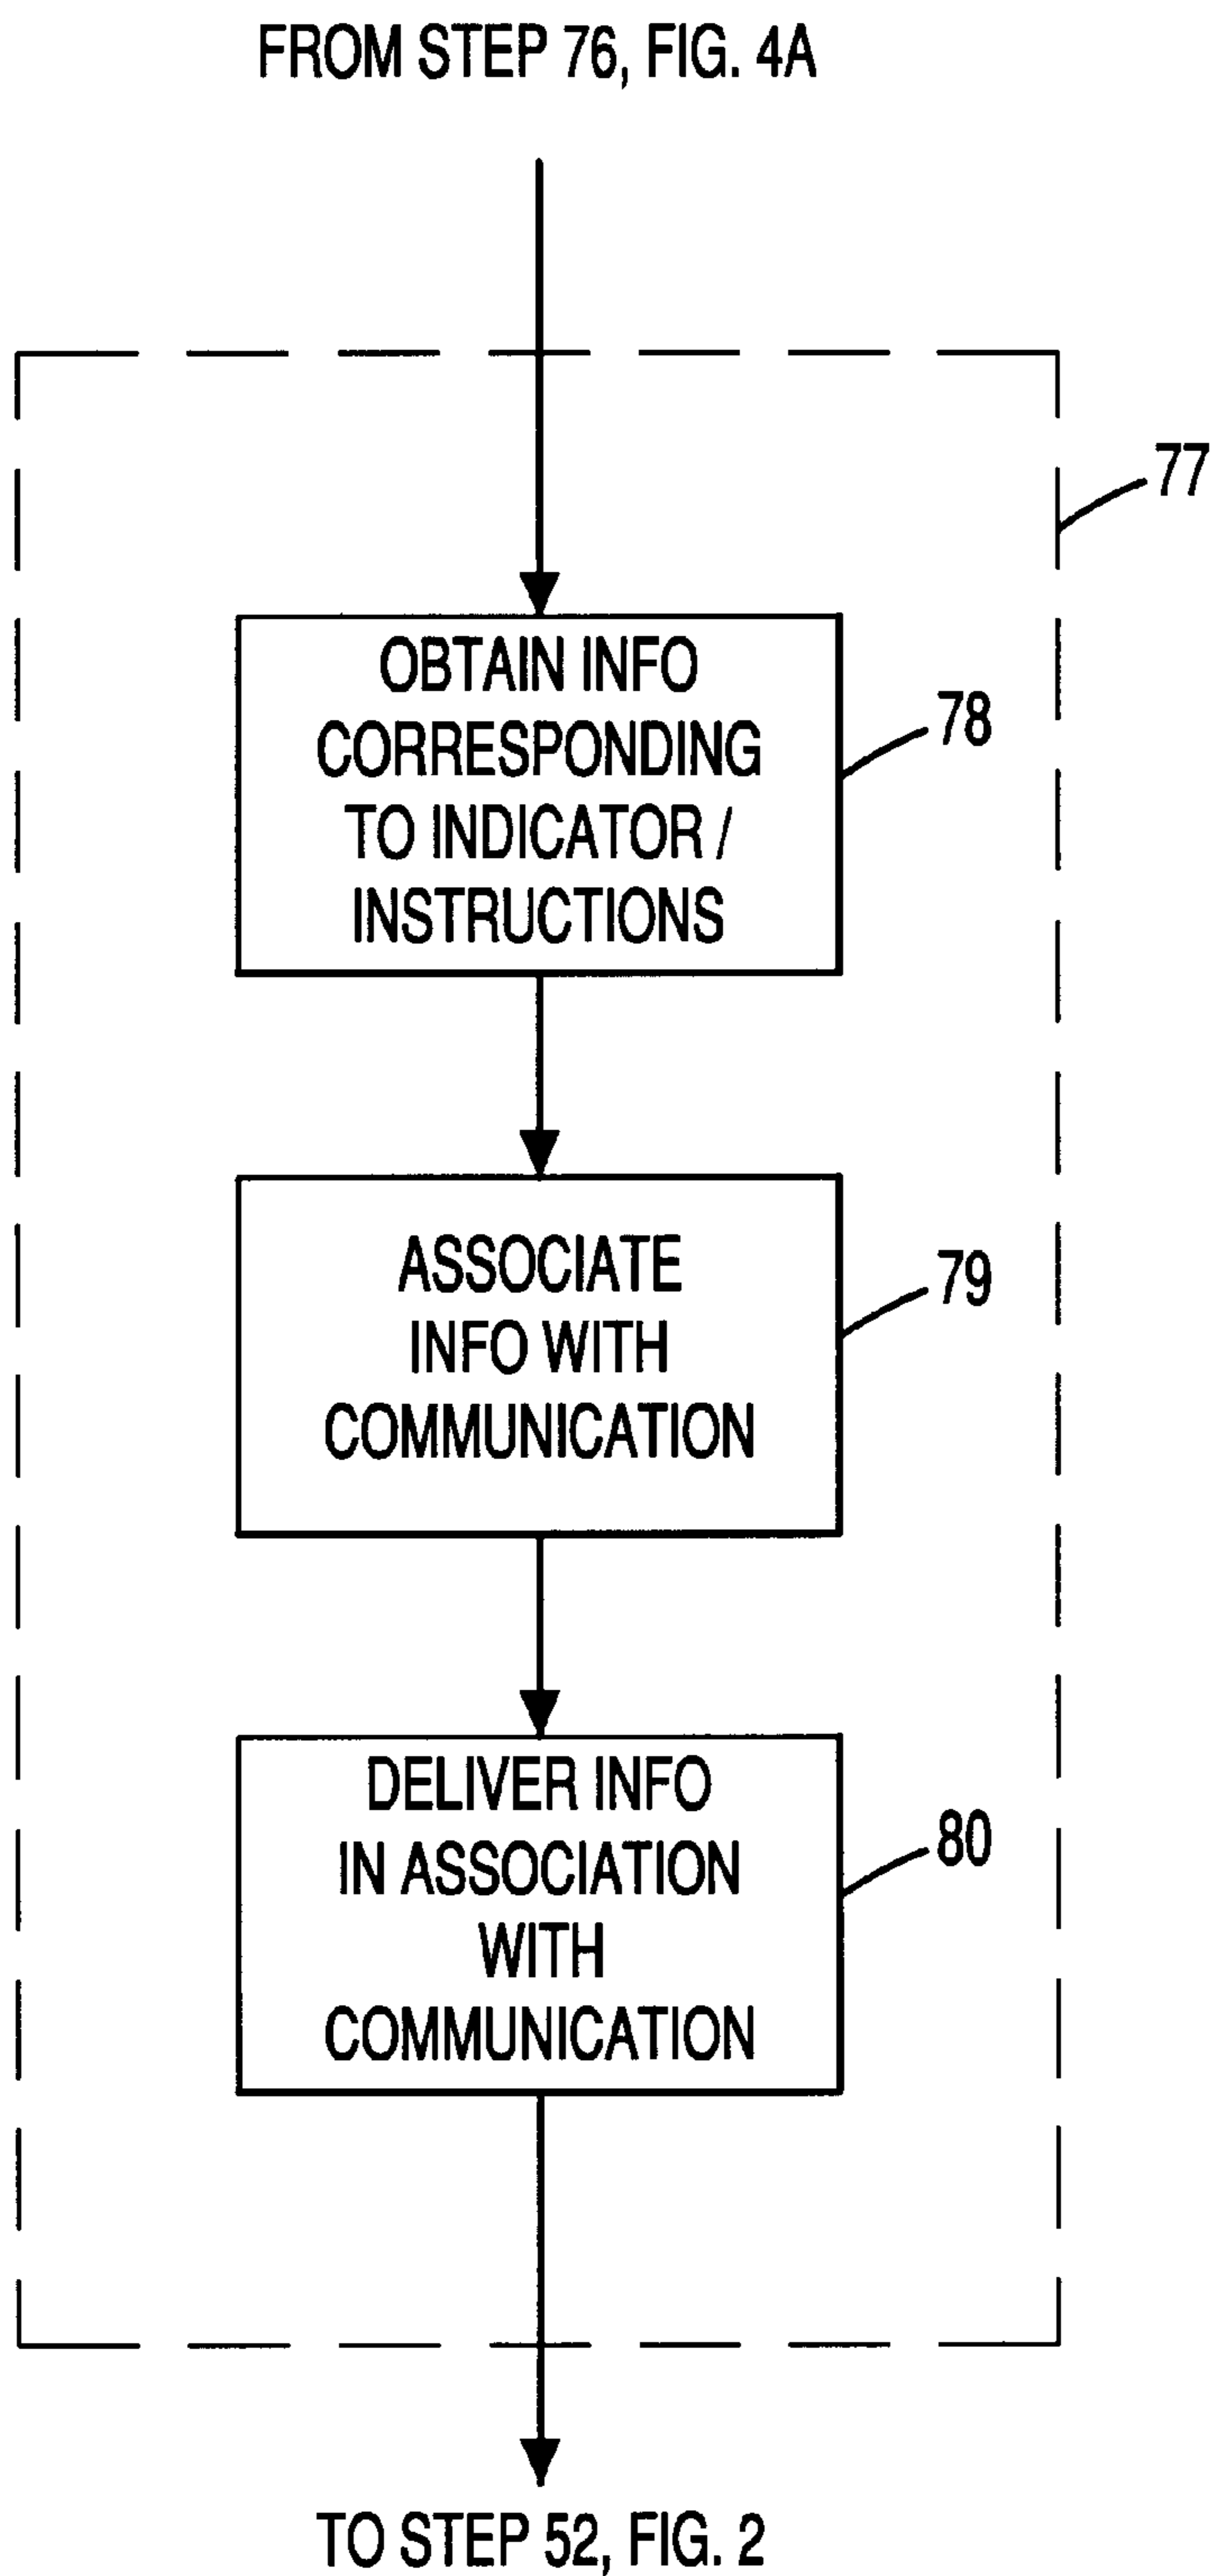 FROM STEP 76, FIG. 4A
77
OBTAIN INFO
CORRESPONDING
TO INDICATOR /
INSTRUCTIONS
78
ASSOCIATE
INFO WITH
COMMUNICATION
79
DELIVER INFO
IN ASSOCIATION
WITH
COMMUNICATION
80
TO STEP 52, FIG. 2